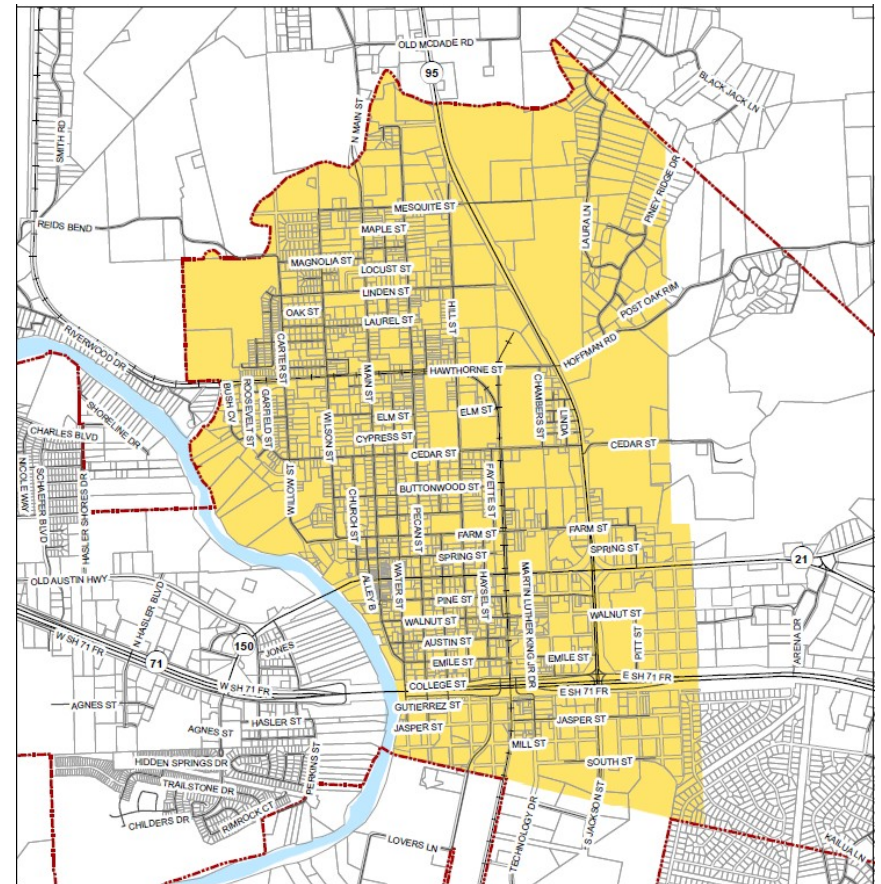 OLD MCDADE RD
95
BLACK JACK LN
N MAIN ST
SMITH RD
PINEY RIDGE DR
MESQUITE ST
LAURA LN
REIDS BEND
MAPLE ST
MAGNOLIA ST
LOCUST ST
LINDEN ST
POST OAK RIM
OAK ST
HILL ST
LAUREL ST
RIVERWOOD DR
CARTER ST
HOFFMAN RD
MAIN ST
HAWTHORNE ST
BUSH CV
ROOSEVELT ST
GARFIELD ST
CHAMBERS ST
LINDA
SHORELINE DR
WILSON ST
ELM ST
ELM ST
CHARLES BLVD
CYPRESS ST
CEDAR ST
CEDAR ST
NICOLE WAY
SCHAEFER BLVD
HASLER SHORES DR
WILLOW ST
FAYETTE ST
BUTTONWOOD ST
CHURCH ST
PECAN ST
FARM ST
FARM ST
SPRING ST
SPRING ST
21
OLD AUSTIN HWY
ALLEY B
WATER ST
HAYSEL ST
MARTIN LUTHER KING JR DR
N HASLER BLVD
PINE ST
WALNUT ST
WALNUT ST
PITT ST
ARENA DR
W SH 71 FR
150
JONES
AUSTIN ST
71
EMILE ST
EMILE ST
W SH 71 FR
COLLEGE ST
E SH 71 FR
E SH 71 FR
AGNES ST
GUTIERREZ ST
HASLER ST
JASPER ST
JASPER ST
AGNES ST
MILL ST
PERKINS ST
HIDDEN SPRINGS DR
SOUTH ST
TRAILSTONE DR
RIMROCK CT
CHILDERS DR
TECHNOLOGY DR
S JACKSON ST
LOVERS LN
KAILUA LN